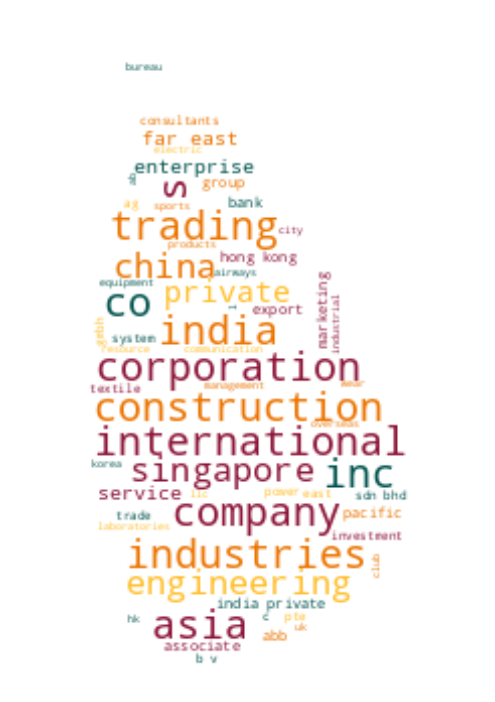 bureau
consultants
far east
electric
enterprise
s
group
ag
sports
bank
trading
city
products
hong kong
china
airways
equipment
private
co
export
marketing
industrial
gmbh
india
system
resource
communication
corporation
textile
management
wear
construction
overseas
international
korea
singapore
inc
service
llc
power
east
sdn bhd
company
trade
pacific
laboratories
investment
industries
club
engineering
india private
hk
c
pte
asia
uk
abb
associate
b v